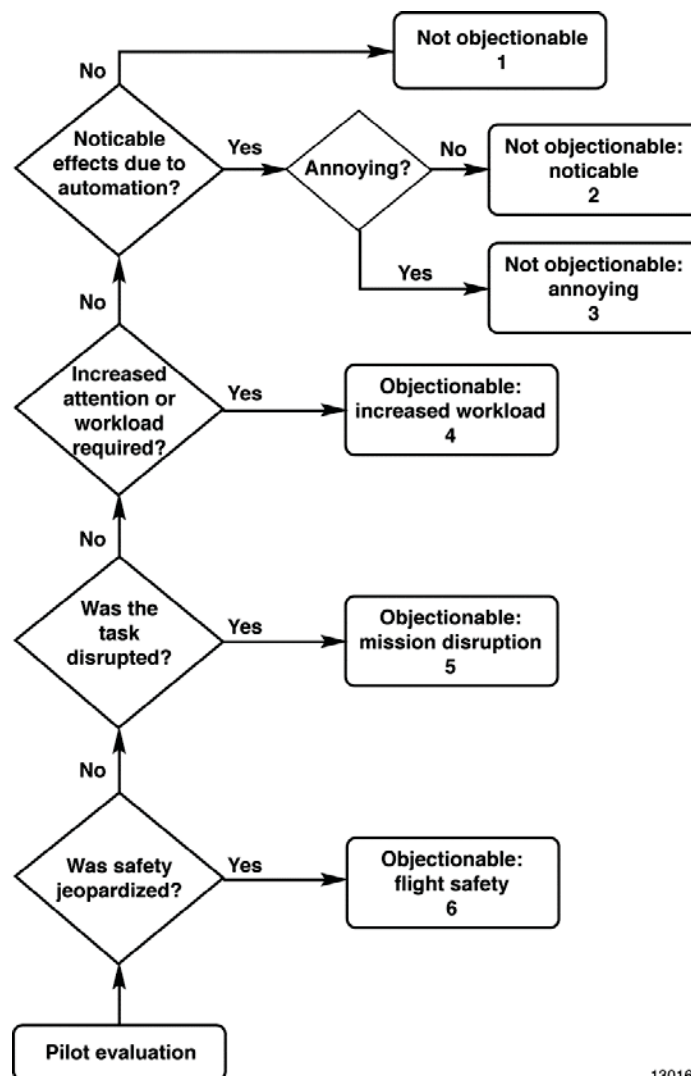 No
Not objectionable
1
Noticable
effects due to
automation?
Yes
Annoying?
No
Not objectionable:
noticable
2
Yes
Not objectionable:
annoying
3
No
Increased
attention or
workload
required?
Yes
Objectionable:
increased workload
4
No
Was the
task
disrupted?
Yes
Objectionable:
mission disruption
5
No
Was safety
jeopardized?
Yes
Objectionable:
flight safety
6
Pilot evaluation
13016